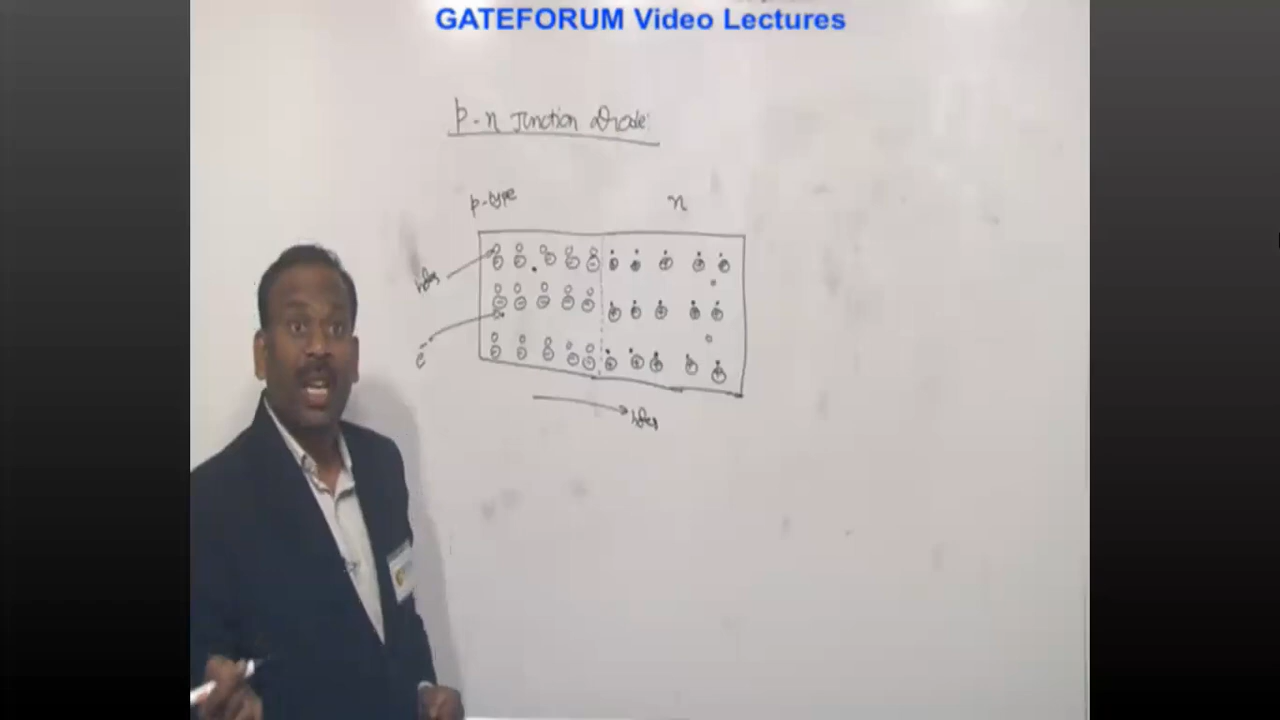 GATEFORUM Video Lectures
p-n Junction Diode:
p-type
n
holes
e⁻
holes